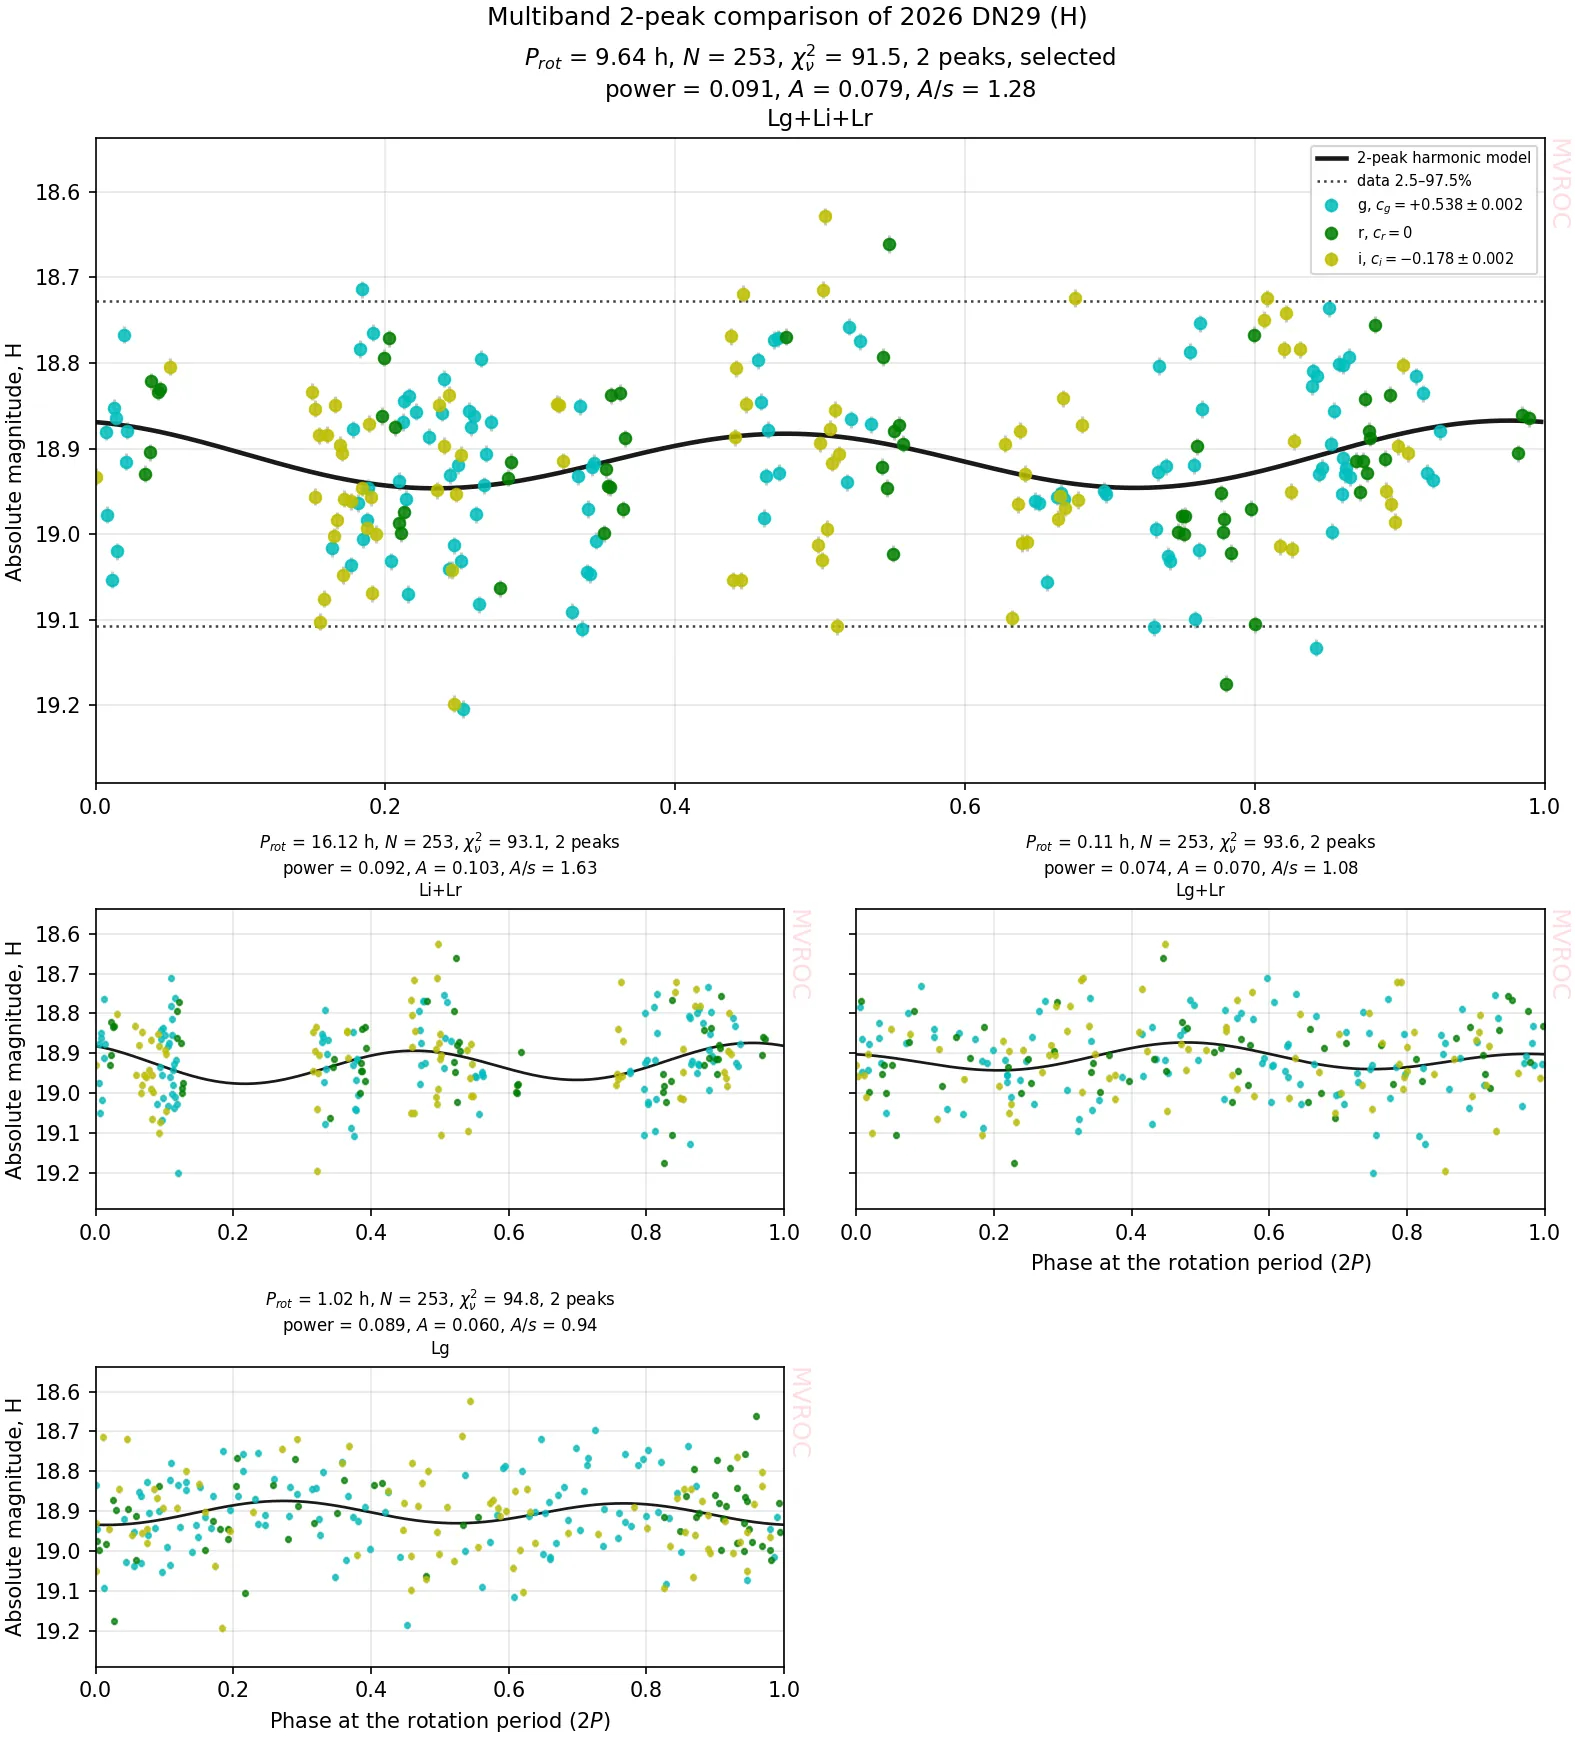 Multiband 2-peak comparison of 2026 DN29 (H)
P_rot = 9.64 h, N = 253, χ²_ν = 91.5, 2 peaks, selected
power = 0.091, A = 0.079, A/s = 1.28
Lg+Li+Lr
2-peak harmonic model
data 2.5–97.5%
g, c_g = +0.538 ± 0.002
r, c_r = 0
i, c_i = −0.178 ± 0.002
MVROC
Absolute magnitude, H
18.6
18.7
18.8
18.9
19.0
19.1
19.2
0.0 0.2 0.4 0.6 0.8 1.0
P_rot = 16.12 h, N = 253, χ²_ν = 93.1, 2 peaks
power = 0.092, A = 0.103, A/s = 1.63
Li+Lr
MVROC
Absolute magnitude, H
18.6
18.7
18.8
18.9
19.0
19.1
19.2
0.0 0.2 0.4 0.6 0.8 1.0
P_rot = 0.11 h, N = 253, χ²_ν = 93.6, 2 peaks
power = 0.074, A = 0.070, A/s = 1.08
Lg+Lr
MVROC
0.0 0.2 0.4 0.6 0.8 1.0
Phase at the rotation period (2P)
P_rot = 1.02 h, N = 253, χ²_ν = 94.8, 2 peaks
power = 0.089, A = 0.060, A/s = 0.94
Lg
MVROC
Absolute magnitude, H
18.6
18.7
18.8
18.9
19.0
19.1
19.2
0.0 0.2 0.4 0.6 0.8 1.0
Phase at the rotation period (2P)